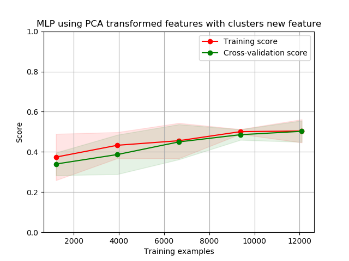 MLP using PCA transformed features with clusters new feature
Training score
Cross-validation score
1.0
0.8
0.6
0.4
0.2
0.0
Score
2000 4000 6000 8000 10000 12000
Training examples